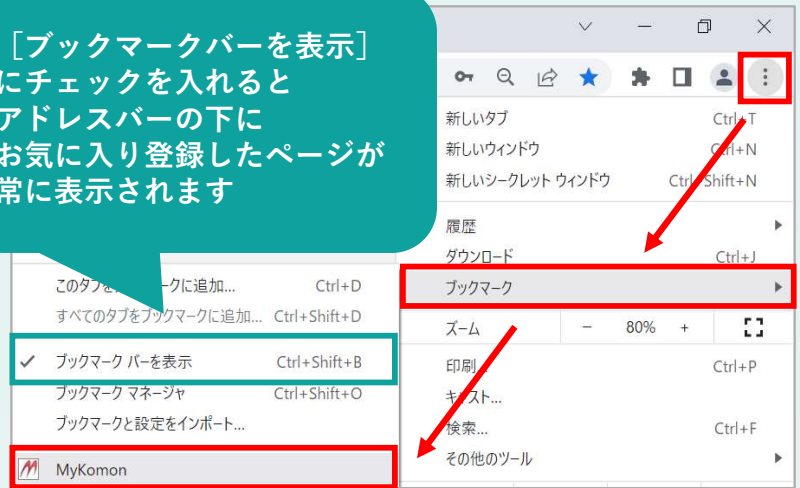 ［ブックマークバーを表示］
にチェックを入れると
アドレスバーの下に
お気に入り登録したページが
常に表示されます
新しいタブ Ctrl+T
新しいウィンドウ Ctrl+N
新しいシークレット ウィンドウ Ctrl+Shift+N
履歴
ダウンロード Ctrl+J
ブックマーク
ズーム − 80% +
印刷... Ctrl+P
キャスト...
検索... Ctrl+F
その他のツール
このタブを ークに追加... Ctrl+D
すべてのタブをブックマークに追加... Ctrl+Shift+D
✓ ブックマーク バーを表示 Ctrl+Shift+B
ブックマーク マネージャ Ctrl+Shift+O
ブックマークと設定をインポート...
MyKomon